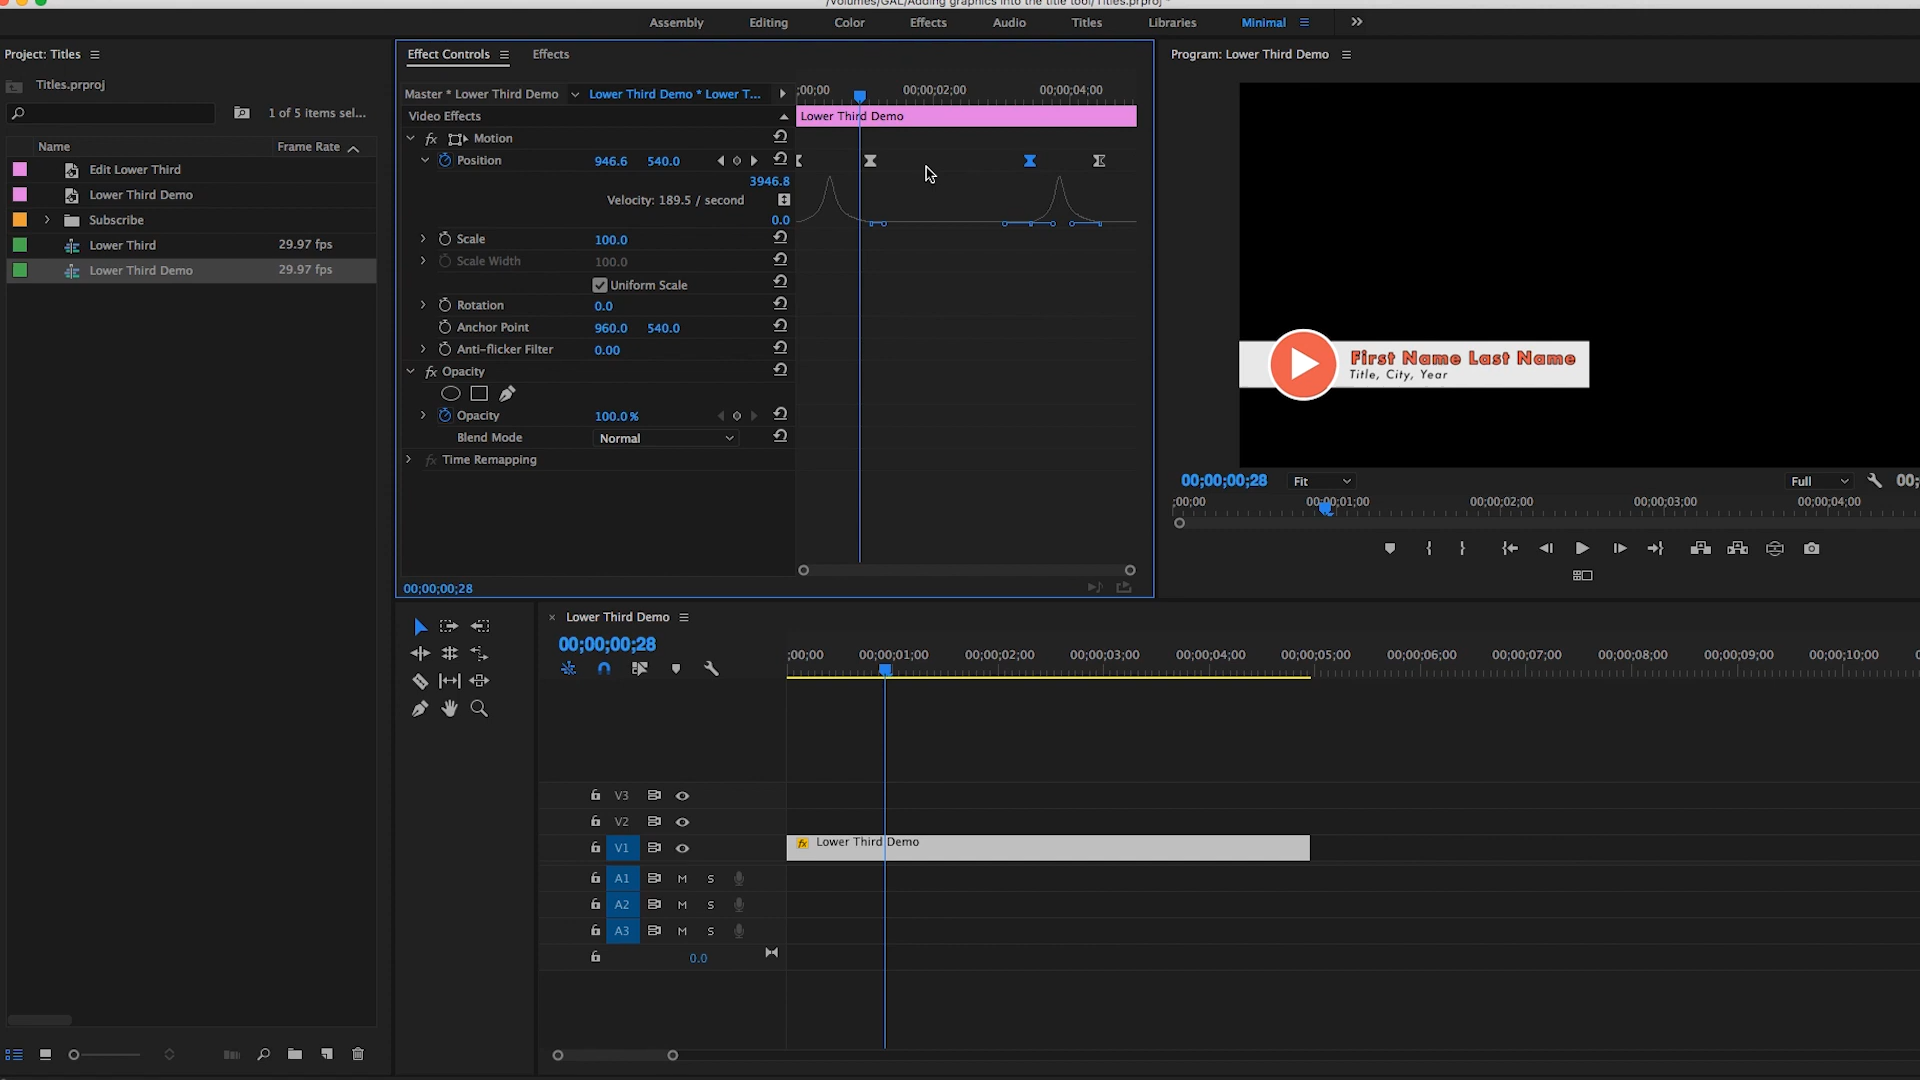 /Volumes/GAL/Adding graphics into the title tool/Titles.prproj *
Assembly Editing Color Effects Audio Titles Libraries Minimal
Project: Titles
Titles.prproj
1 of 5 items sel...
Name Frame Rate
Edit Lower Third
Lower Third Demo
Subscribe
Lower Third 29.97 fps
Lower Third Demo 29.97 fps
Effect Controls Effects
Master * Lower Third Demo Lower Third Demo * Lower T...
;00;00 00;00;02;00 00;00;04;00
Video Effects
Lower Third Demo
fx Motion
Position 946.6 540.0
3946.8
Velocity: 189.5 / second
0.0
Scale 100.0
Scale Width 100.0
Uniform Scale
Rotation 0.0
Anchor Point 960.0 540.0
Anti-flicker Filter 0.00
fx Opacity
Opacity 100.0 %
Blend Mode Normal
fx Time Remapping
00;00;00;28
Program: Lower Third Demo
First Name Last Name
Title, City, Year
00;00;00;28 Fit Full 00;
;00;00 00;00;01;00 00;00;02;00 00;00;03;00 00;00;04;00
Lower Third Demo
00;00;00;28
;00;00 00;00;01;00 00;00;02;00 00;00;03;00 00;00;04;00 00;00;05;00 00;00;06;00 00;00;07;00 00;00;08;00 00;00;09;00 00;00;10;00
V3
V2
V1
fx Lower Third Demo
A1 M S
A2 M S
A3 M S
0.0